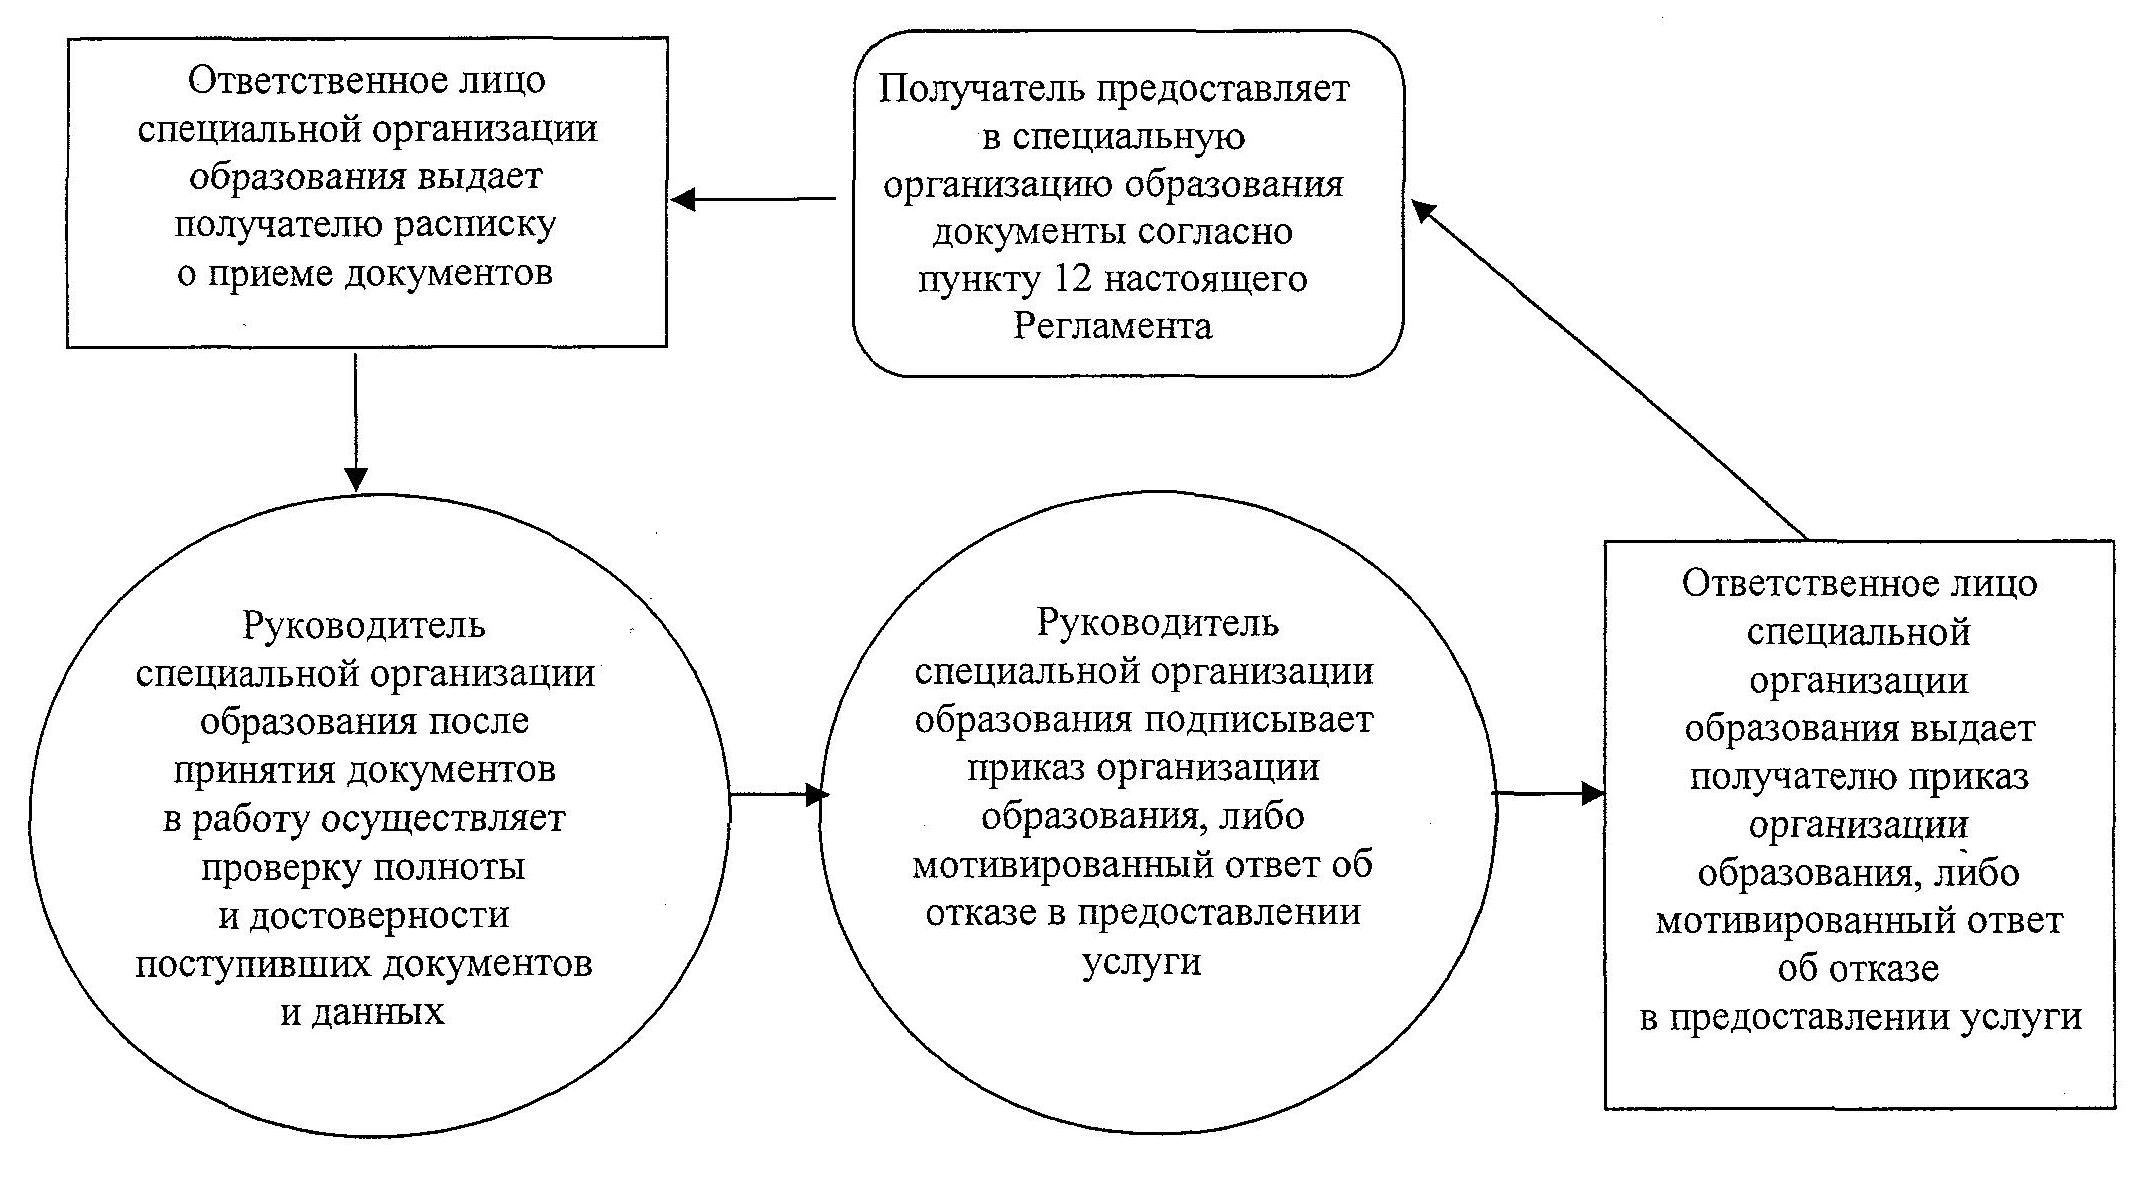 Ответственное лицо
специальной организации
образования выдает
получателю расписку
о приеме документов
Получатель предоставляет
в специальную
организацию образования
документы согласно
пункту 12 настоящего
Регламента
Руководитель
специальной организации
образования после
принятия документов
в работу осуществляет
проверку полноты
и достоверности
поступивших документов
и данных
Руководитель
специальной организации
образования подписывает
приказ организации
образования, либо
мотивированный ответ об
отказе в предоставлении
услуги
Ответственное лицо
специальной
организации
образования выдает
получателю приказ
организации
образования, либо
мотивированный ответ
об отказе
в предоставлении услуги